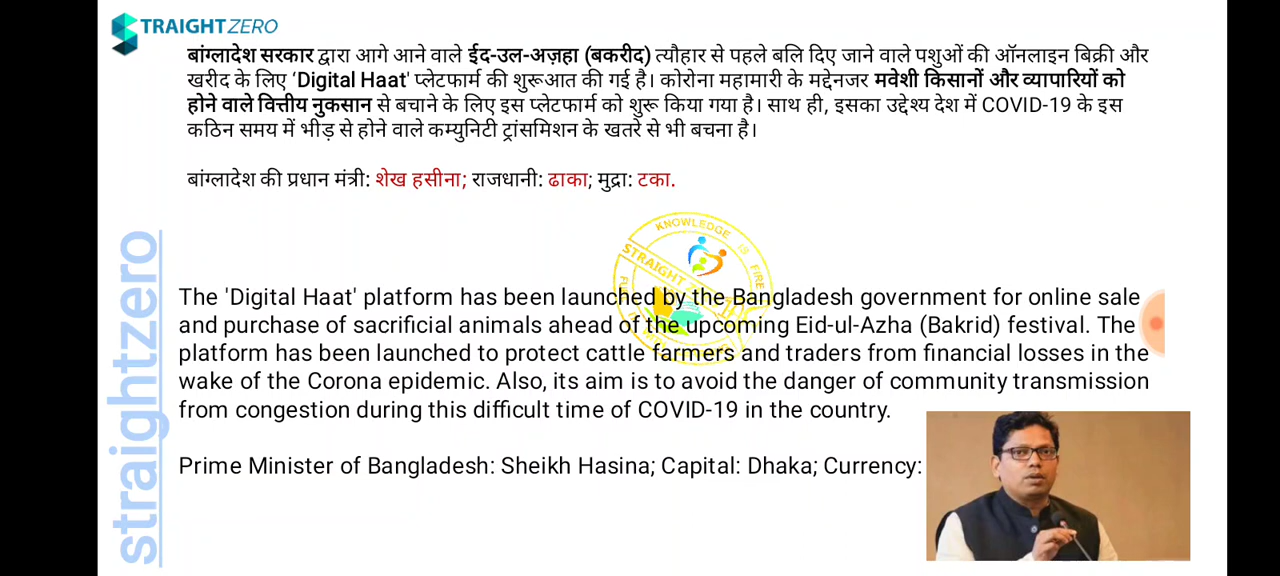 TRAIGHTZERO
बांग्लादेश सरकार द्वारा आगे आने वाले ईद-उल-अज़हा (बकरीद) त्यौहार से पहले बलि दिए जाने वाले पशुओं की ऑनलाइन बिक्री और
खरीद के लिए ‘Digital Haat' प्लेटफार्म की शुरूआत की गई है। कोरोना महामारी के मद्देनजर मवेशी किसानों और व्यापारियों को
होने वाले वित्तीय नुकसान से बचाने के लिए इस प्लेटफार्म को शुरू किया गया है। साथ ही, इसका उद्देश्य देश में COVID-19 के इस
कठिन समय में भीड़ से होने वाले कम्युनिटी ट्रांसमिशन के खतरे से भी बचना है।
बांग्लादेश की प्रधान मंत्री: शेख हसीना; राजधानी: ढाका; मुद्रा: टका.
KNOWLEDGE IS FIRE
STRAIGHT ZERO
The 'Digital Haat' platform has been launched by the Bangladesh government for online sale
and purchase of sacrificial animals ahead of the upcoming Eid-ul-Azha (Bakrid) festival. The
platform has been launched to protect cattle farmers and traders from financial losses in the
wake of the Corona epidemic. Also, its aim is to avoid the danger of community transmission
from congestion during this difficult time of COVID-19 in the country.
Prime Minister of Bangladesh: Sheikh Hasina; Capital: Dhaka; Currency:
straightzero